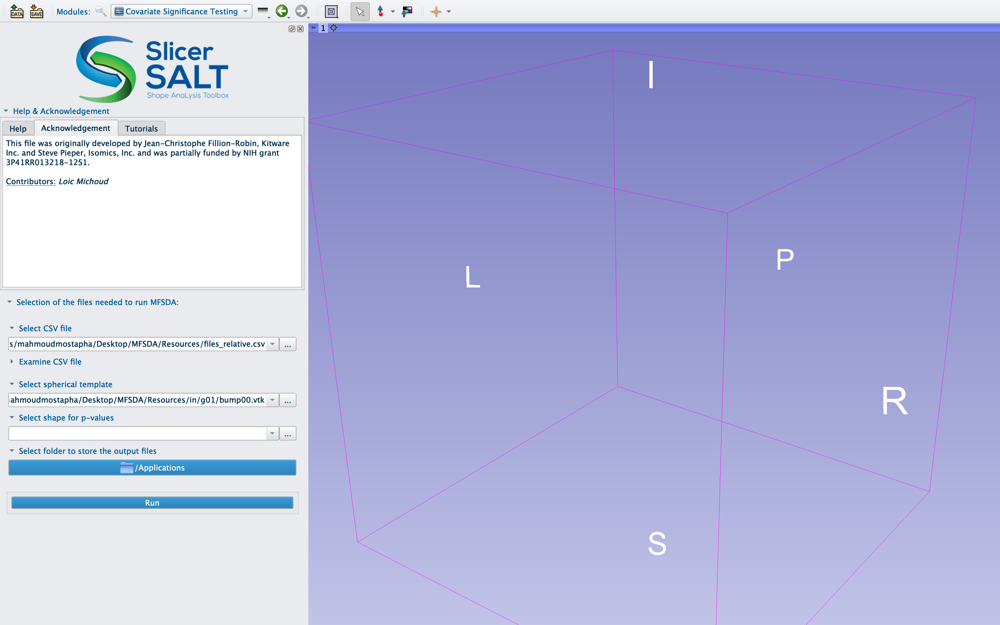 DATA
SAVE
Modules:
Covariate Significance Testing
1
Slicer
SALT
Shape AnaLysis Toolbox
Help & Acknowledgement
Help
Acknowledgement
Tutorials
This file was originally developed by Jean-Christophe Fillion-Robin, Kitware
Inc. and Steve Pieper, Isomics, Inc. and was partially funded by NIH grant
3P41RR013218-12S1.
Contributors: Loic Michoud
Selection of the files needed to run MFSDA:
Select CSV file
s/mahmoudmostapha/Desktop/MFSDA/Resources/files_relative.csv
...
Examine CSV file
Select spherical template
ahmoudmostapha/Desktop/MFSDA/Resources/in/g01/bump00.vtk
...
Select shape for p-values
...
Select folder to store the output files
/Applications
Run
I
L
P
R
S